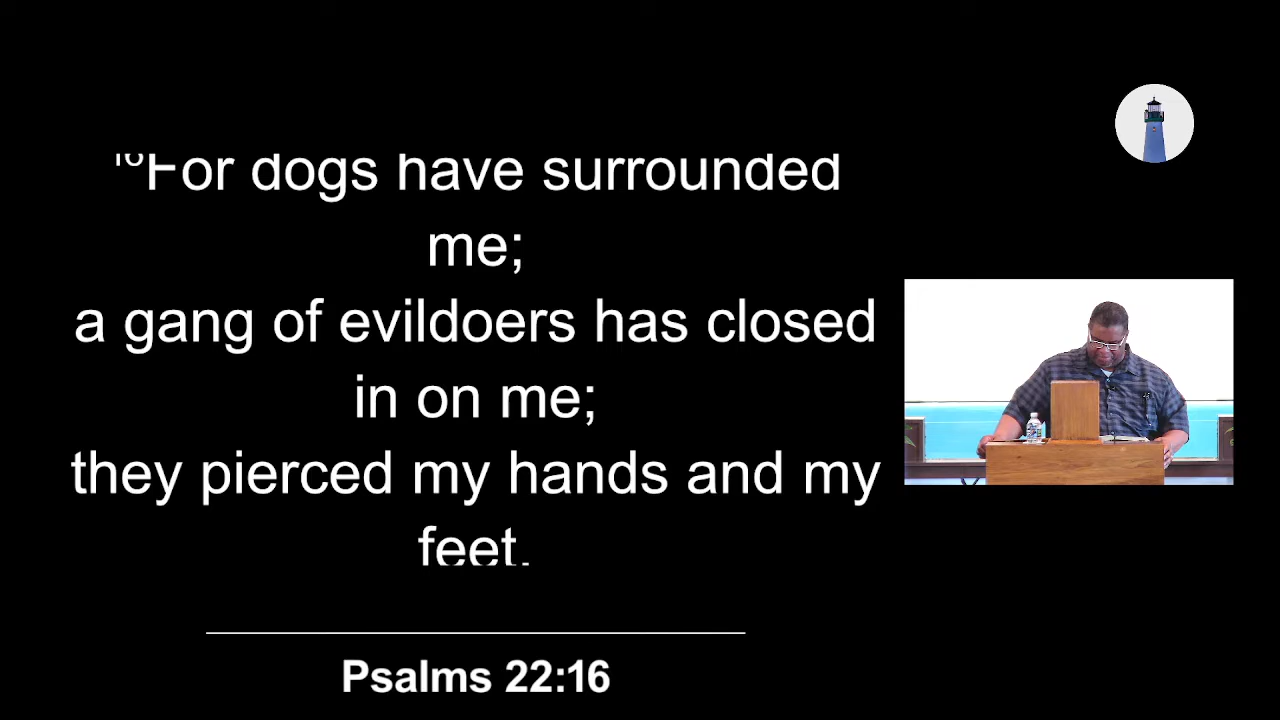 ¹⁶For dogs have surrounded
me;
a gang of evildoers has closed
in on me;
they pierced my hands and my
feet.
Psalms 22:16